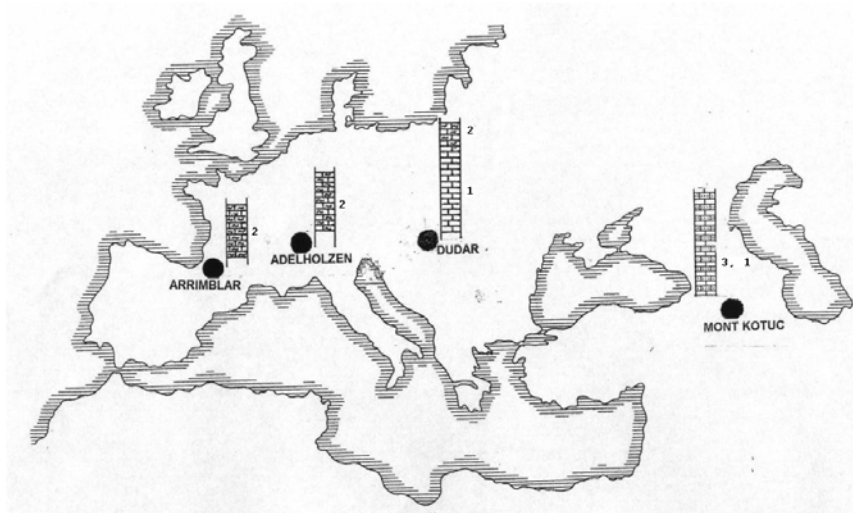 2
1
2
2
DUDAR
ADELHOLZEN
ARRIMBLAR
3, 1
MONT KOTUC